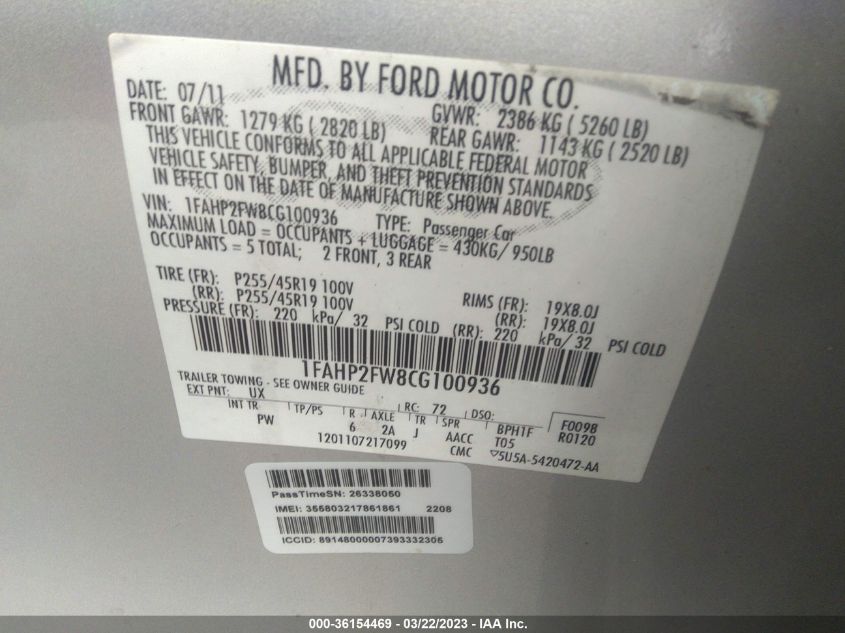 MFD. BY FORD MOTOR CO.
DATE: 07/11 GVWR: 2386 KG ( 5260 LB)
FRONT GAWR: 1279 KG ( 2820 LB) REAR GAWR: 1143 KG ( 2520 LB)
THIS VEHICLE CONFORMS TO ALL APPLICABLE FEDERAL MOTOR
VEHICLE SAFETY, BUMPER, AND THEFT PREVENTION STANDARDS
IN EFFECT ON THE DATE OF MANUFACTURE SHOWN ABOVE.
VIN: 1FAHP2FW8CG100936 TYPE: Passenger Car
MAXIMUM LOAD = OCCUPANTS + LUGGAGE = 430KG/ 950LB
OCCUPANTS = 5 TOTAL; 2 FRONT, 3 REAR
TIRE (FR): P255/45R19 100V RIMS (FR): 19X8.0J
(RR): P255/45R19 100V (RR): 19X8.0J
PRESSURE (FR): 220 kPa/ 32 PSI COLD (RR): 220 kPa/ 32 PSI COLD
1FAHP2FW8CG100936
TRAILER TOWING - SEE OWNER GUIDE
EXT PNT: UX RC: 72 DSO: F0098
INT TR TP/PS R AXLE TR SPR BPH1F R0120
PW 6 2A J AACC T05
1201107217099 CMC ▽5U5A-5420472-AA
PassTimeSN: 26338050
IMEI: 355803217861861 2208
ICCID: 89148000007393332305
000-36154469 - 03/22/2023 - IAA Inc.